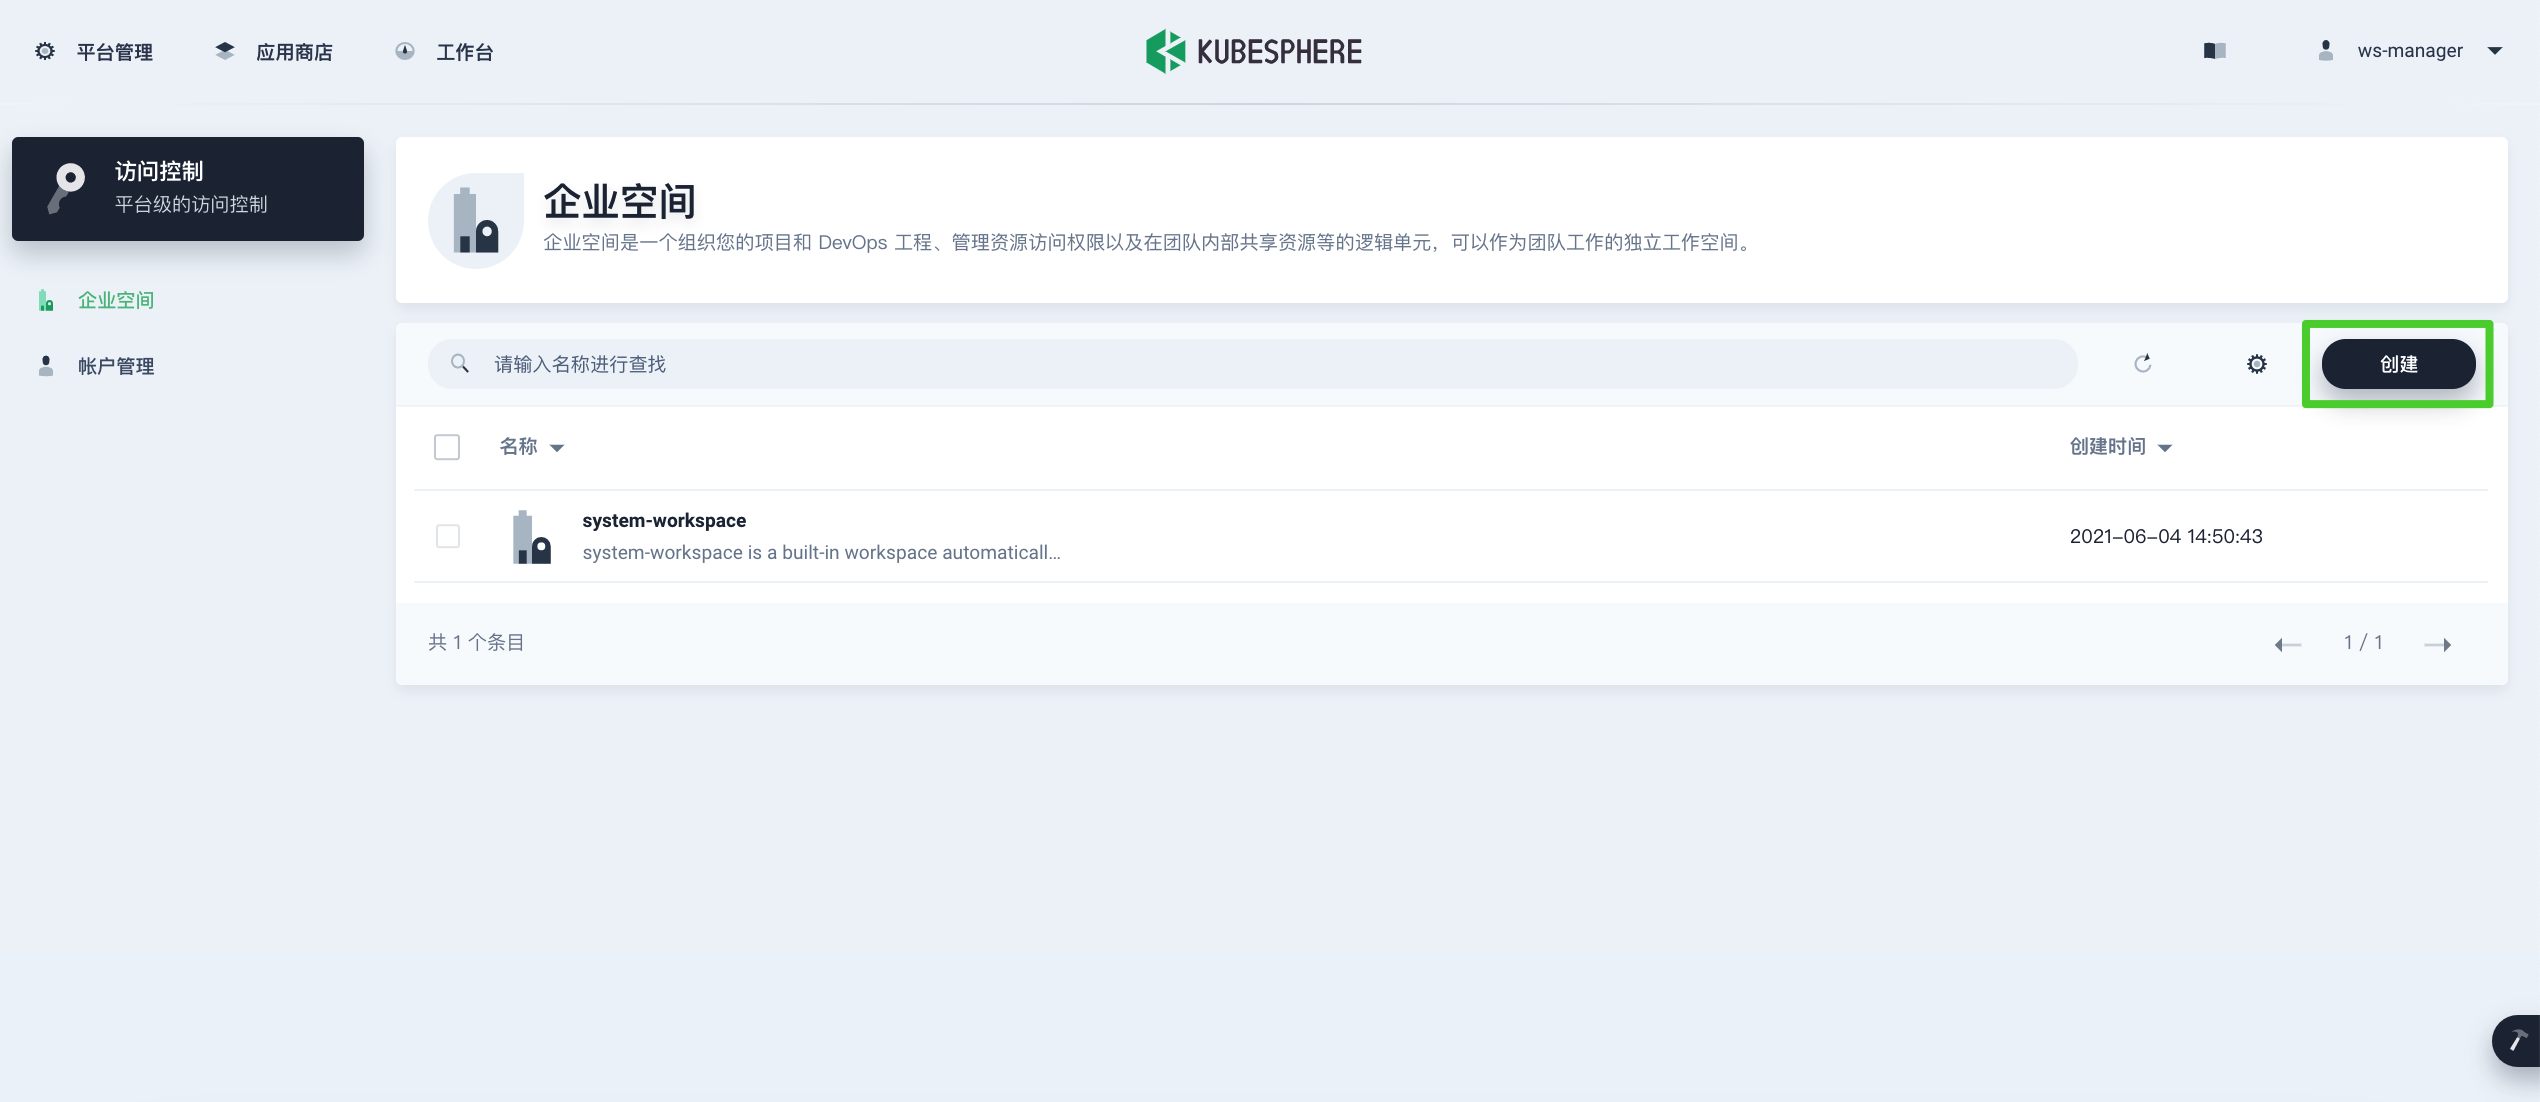 平台管理
应用商店
工作台
KUBESPHERE
ws-manager
访问控制
平台级的访问控制
企业空间
帐户管理
企业空间
企业空间是一个组织您的项目和 DevOps 工程、管理资源访问权限以及在团队内部共享资源等的逻辑单元，可以作为团队工作的独立工作空间。
请输入名称进行查找
创建
名称
创建时间
system-workspace
system-workspace is a built-in workspace automaticall...
2021-06-04 14:50:43
共 1 个条目
1 / 1